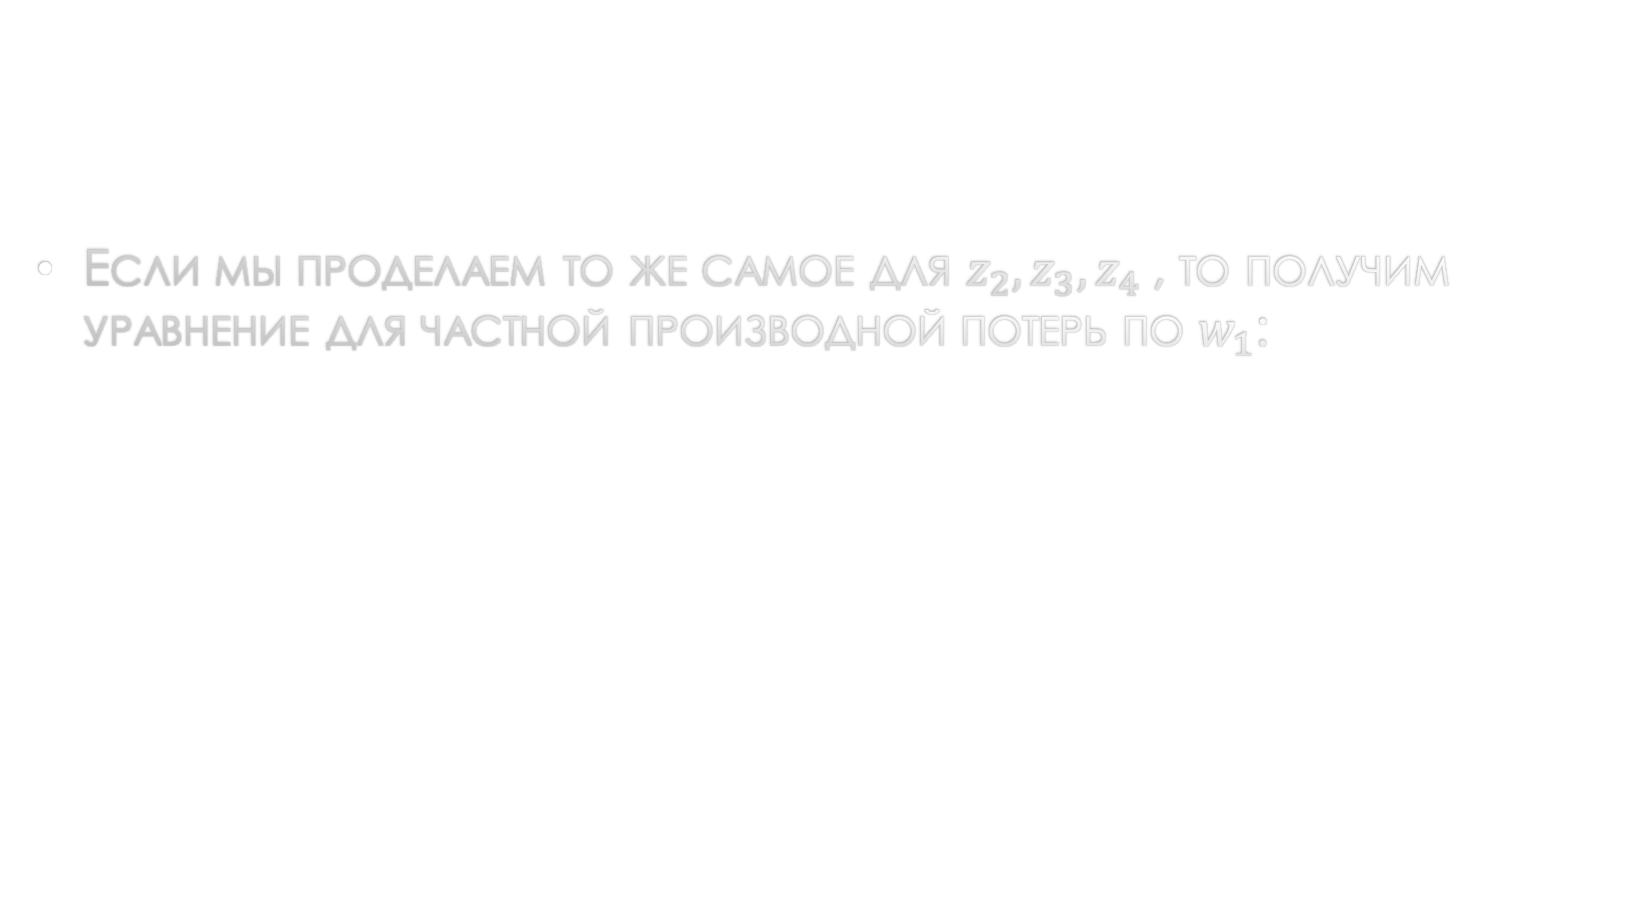 • Если мы проделаем то же самое для z₂, z₃, z₄ , то получим
уравнение для частной производной потерь по w₁: